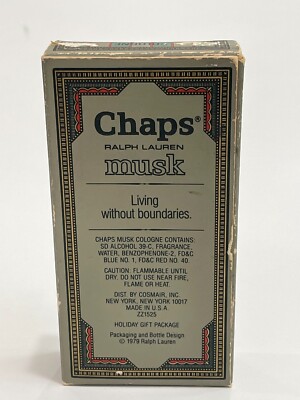 Chaps®
RALPH LAUREN
musk
Living
without boundaries.
CHAPS MUSK COLOGNE CONTAINS:
SD ALCOHOL 39-C, FRAGRANCE,
WATER, BENZOPHENONE-2, FD&C
BLUE NO. 1, FD&C RED NO. 40.
CAUTION: FLAMMABLE UNTIL
DRY. DO NOT USE NEAR FIRE,
FLAME OR HEAT.
DIST. BY COSMAIR, INC
NEW YORK, NEW YORK 10017
MADE IN U.S.A.
ZZ1525
HOLIDAY GIFT PACKAGE
Packaging and Bottle Design
© 1979 Ralph Lauren